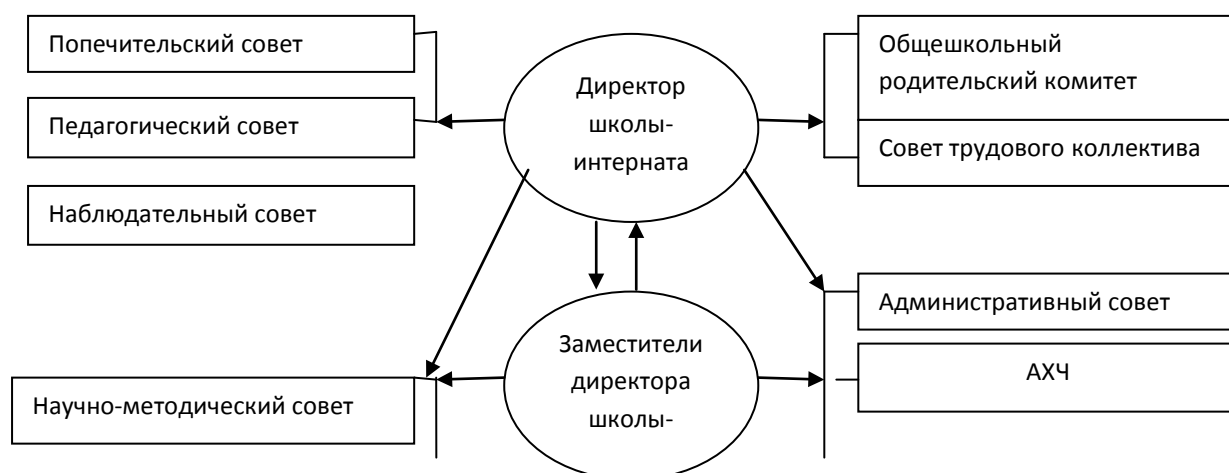 Попечительский совет
Педагогический совет
Наблюдательный совет
Научно-методический совет
Директор
школы-
интерната
Заместители
директора
школы-
Общешкольный
родительский комитет
Совет трудового коллектива
Административный совет
АХЧ